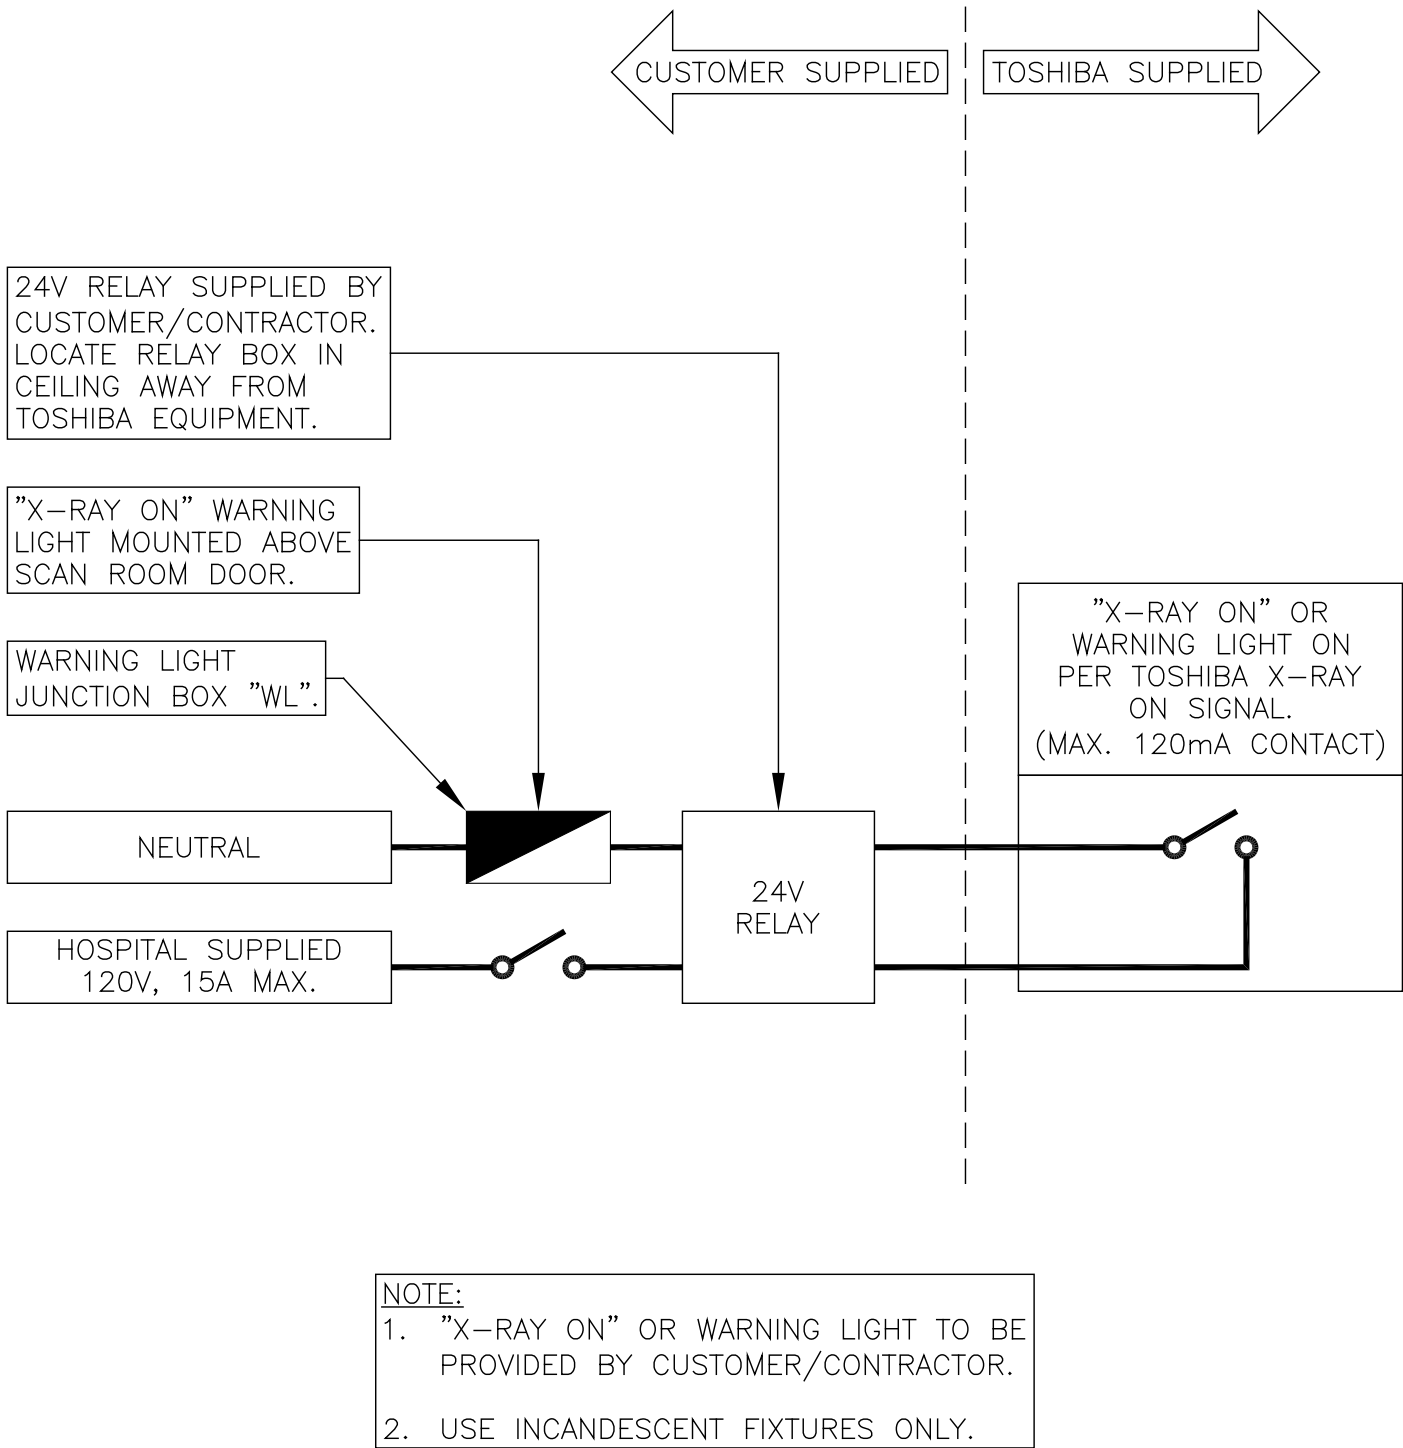 CUSTOMER SUPPLIED
TOSHIBA SUPPLIED
24V RELAY SUPPLIED BY
CUSTOMER/CONTRACTOR.
LOCATE RELAY BOX IN
CEILING AWAY FROM
TOSHIBA EQUIPMENT.
"X-RAY ON" WARNING
LIGHT MOUNTED ABOVE
SCAN ROOM DOOR.
WARNING LIGHT
JUNCTION BOX "WL".
"X-RAY ON" OR
WARNING LIGHT ON
PER TOSHIBA X-RAY
ON SIGNAL.
(MAX. 120mA CONTACT)
NEUTRAL
HOSPITAL SUPPLIED
120V, 15A MAX.
24V
RELAY
NOTE:
1. "X-RAY ON" OR WARNING LIGHT TO BE
PROVIDED BY CUSTOMER/CONTRACTOR.
2. USE INCANDESCENT FIXTURES ONLY.